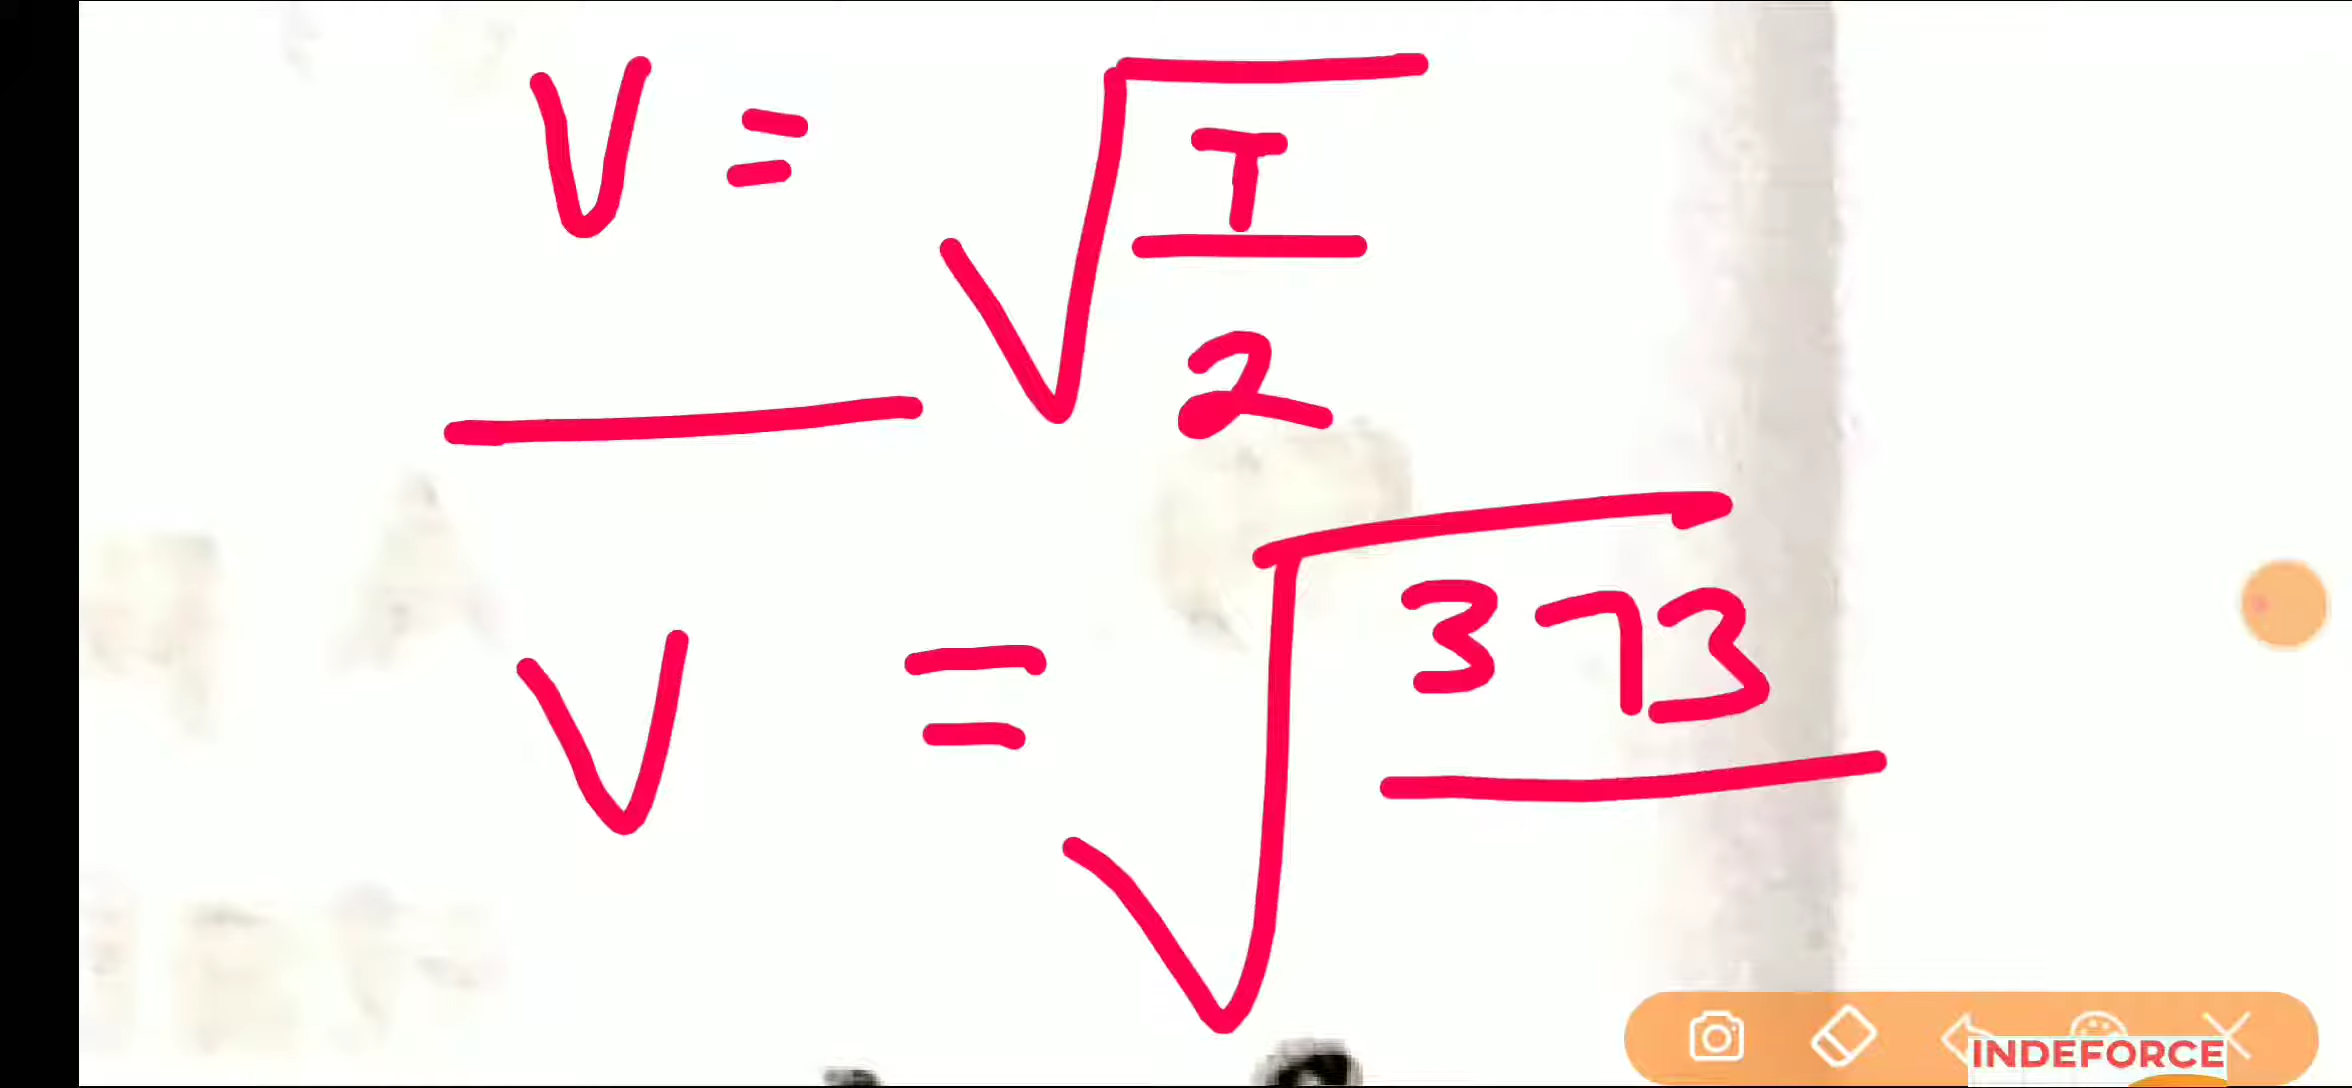 V = √(T/2)
V = √(373/)
INDEFORCE